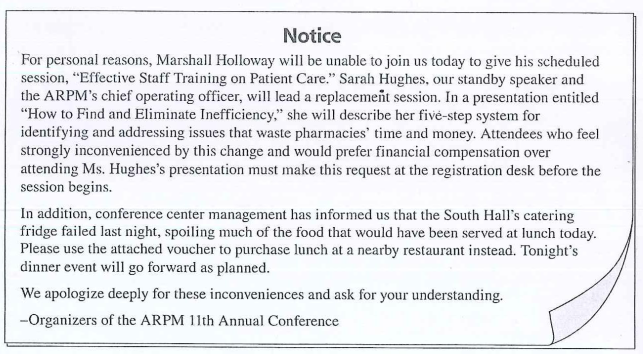 Notice
For personal reasons, Marshall Holloway will be unable to join us today to give his scheduled
session, “Effective Staff Training on Patient Care.” Sarah Hughes, our standby speaker and
the ARPM’s chief operating officer, will lead a replacement session. In a presentation entitled
“How to Find and Eliminate Inefficiency,” she will describe her five-step system for
identifying and addressing issues that waste pharmacies’ time and money. Attendees who feel
strongly inconvenienced by this change and would prefer financial compensation over
attending Ms. Hughes’s presentation must make this request at the registration desk before the
session begins.
In addition, conference center management has informed us that the South Hall’s catering
fridge failed last night, spoiling much of the food that would have been served at lunch today.
Please use the attached voucher to purchase lunch at a nearby restaurant instead. Tonight’s
dinner event will go forward as planned.
We apologize deeply for these inconveniences and ask for your understanding.
–Organizers of the ARPM 11th Annual Conference